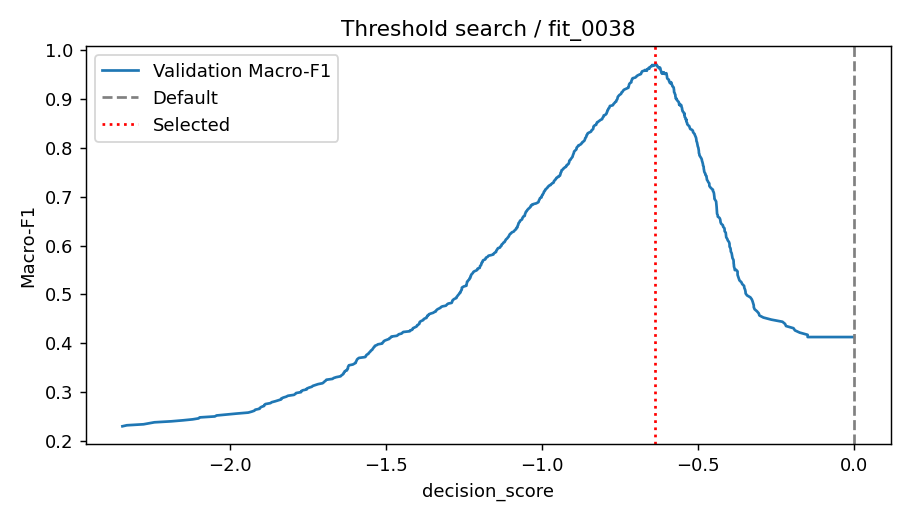 Threshold search / fit_0038
Validation Macro-F1
Default
Selected
1.0
0.9
0.8
0.7
0.6
0.5
0.4
0.3
0.2
Macro-F1
−2.0
−1.5
−1.0
−0.5
0.0
decision_score